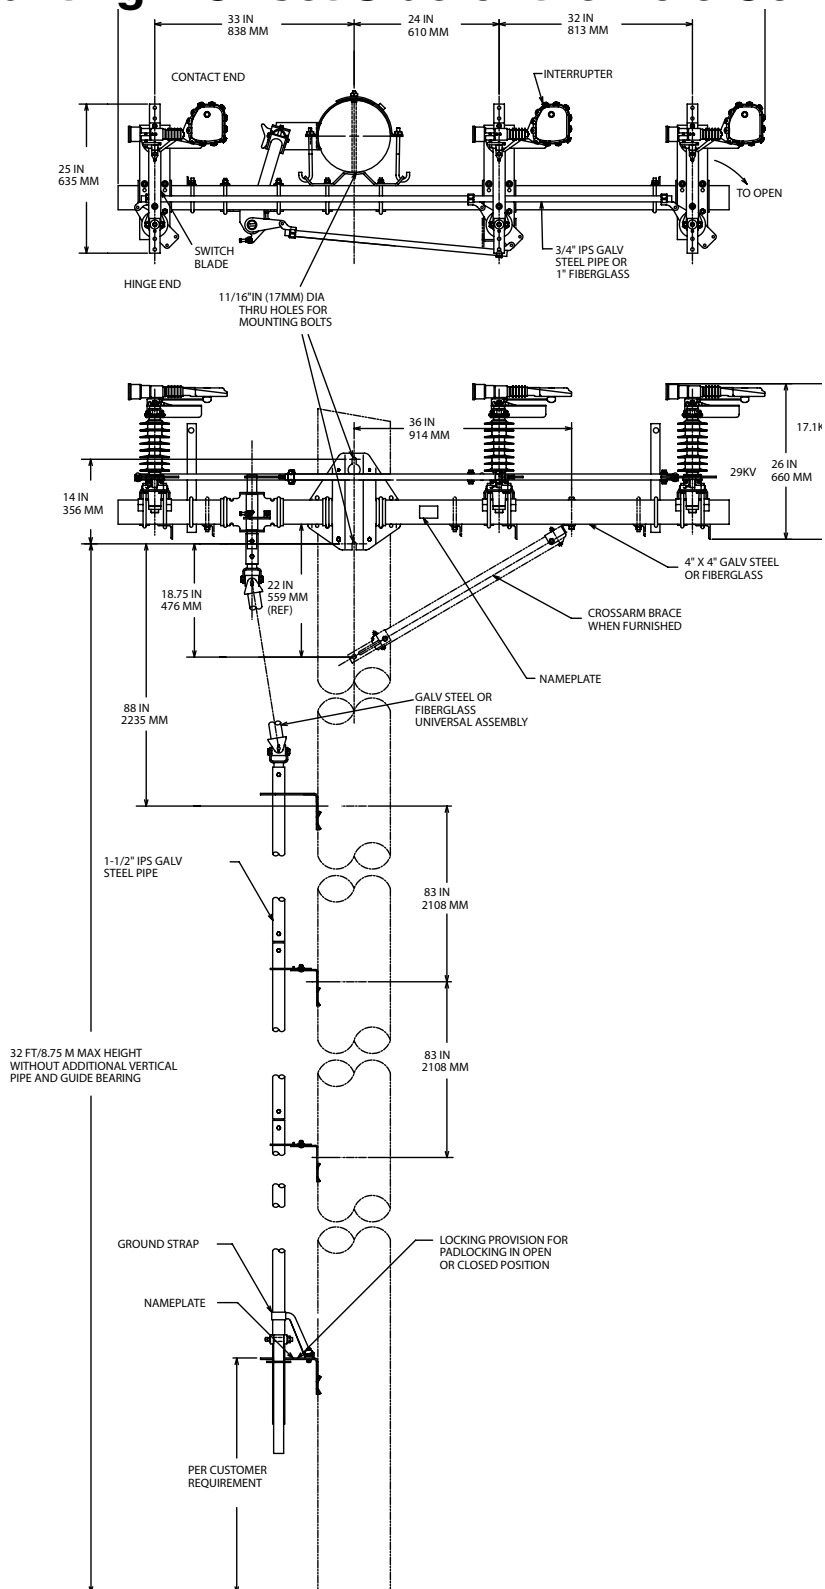 33 IN
838 MM
24 IN
610 MM
32 IN
813 MM
CONTACT END
INTERRUPTER
25 IN
635 MM
TO OPEN
SWITCH
BLADE
3/4" IPS GALV
STEEL PIPE OR
1" FIBERGLASS
HINGE END
11/16"IN (17MM) DIA
THRU HOLES FOR
MOUNTING BOLTS
36 IN
914 MM
17.1K
29KV
26 IN
660 MM
14 IN
356 MM
4" X 4" GALV STEEL
OR FIBERGLASS
18.75 IN
476 MM
22 IN
559 MM
(REF)
CROSSARM BRACE
WHEN FURNISHED
NAMEPLATE
88 IN
2235 MM
GALV STEEL OR
FIBERGLASS
UNIVERSAL ASSEMBLY
1-1/2" IPS GALV
STEEL PIPE
83 IN
2108 MM
32 FT/8.75 M MAX HEIGHT
WITHOUT ADDITIONAL VERTICAL
PIPE AND GUIDE BEARING
83 IN
2108 MM
GROUND STRAP
LOCKING PROVISION FOR
PADLOCKING IN OPEN
OR CLOSED POSITION
NAMEPLATE
PER CUSTOMER
REQUIREMENT